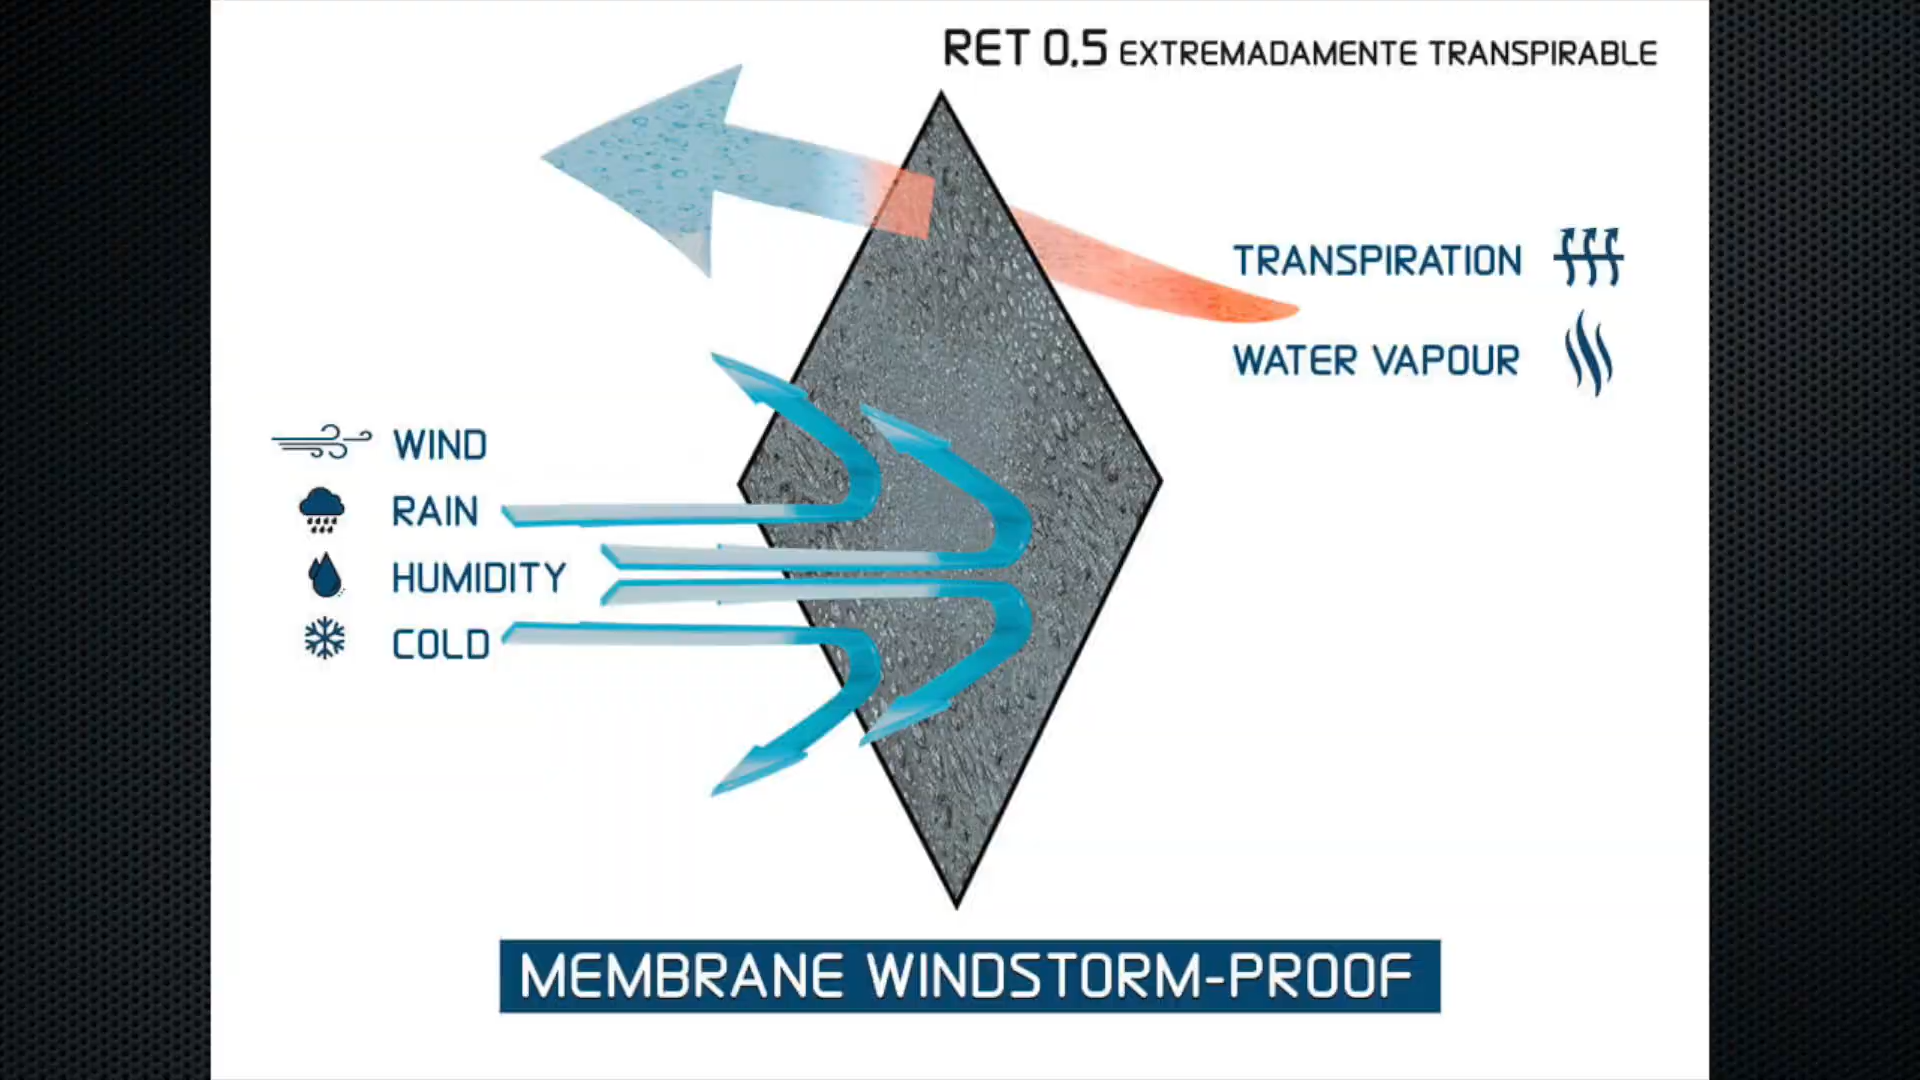 RET 0,5 EXTREMADAMENTE TRANSPIRABLE
TRANSPIRATION
WATER VAPOUR
WIND
RAIN
HUMIDITY
COLD
MEMBRANE WINDSTORM-PROOF